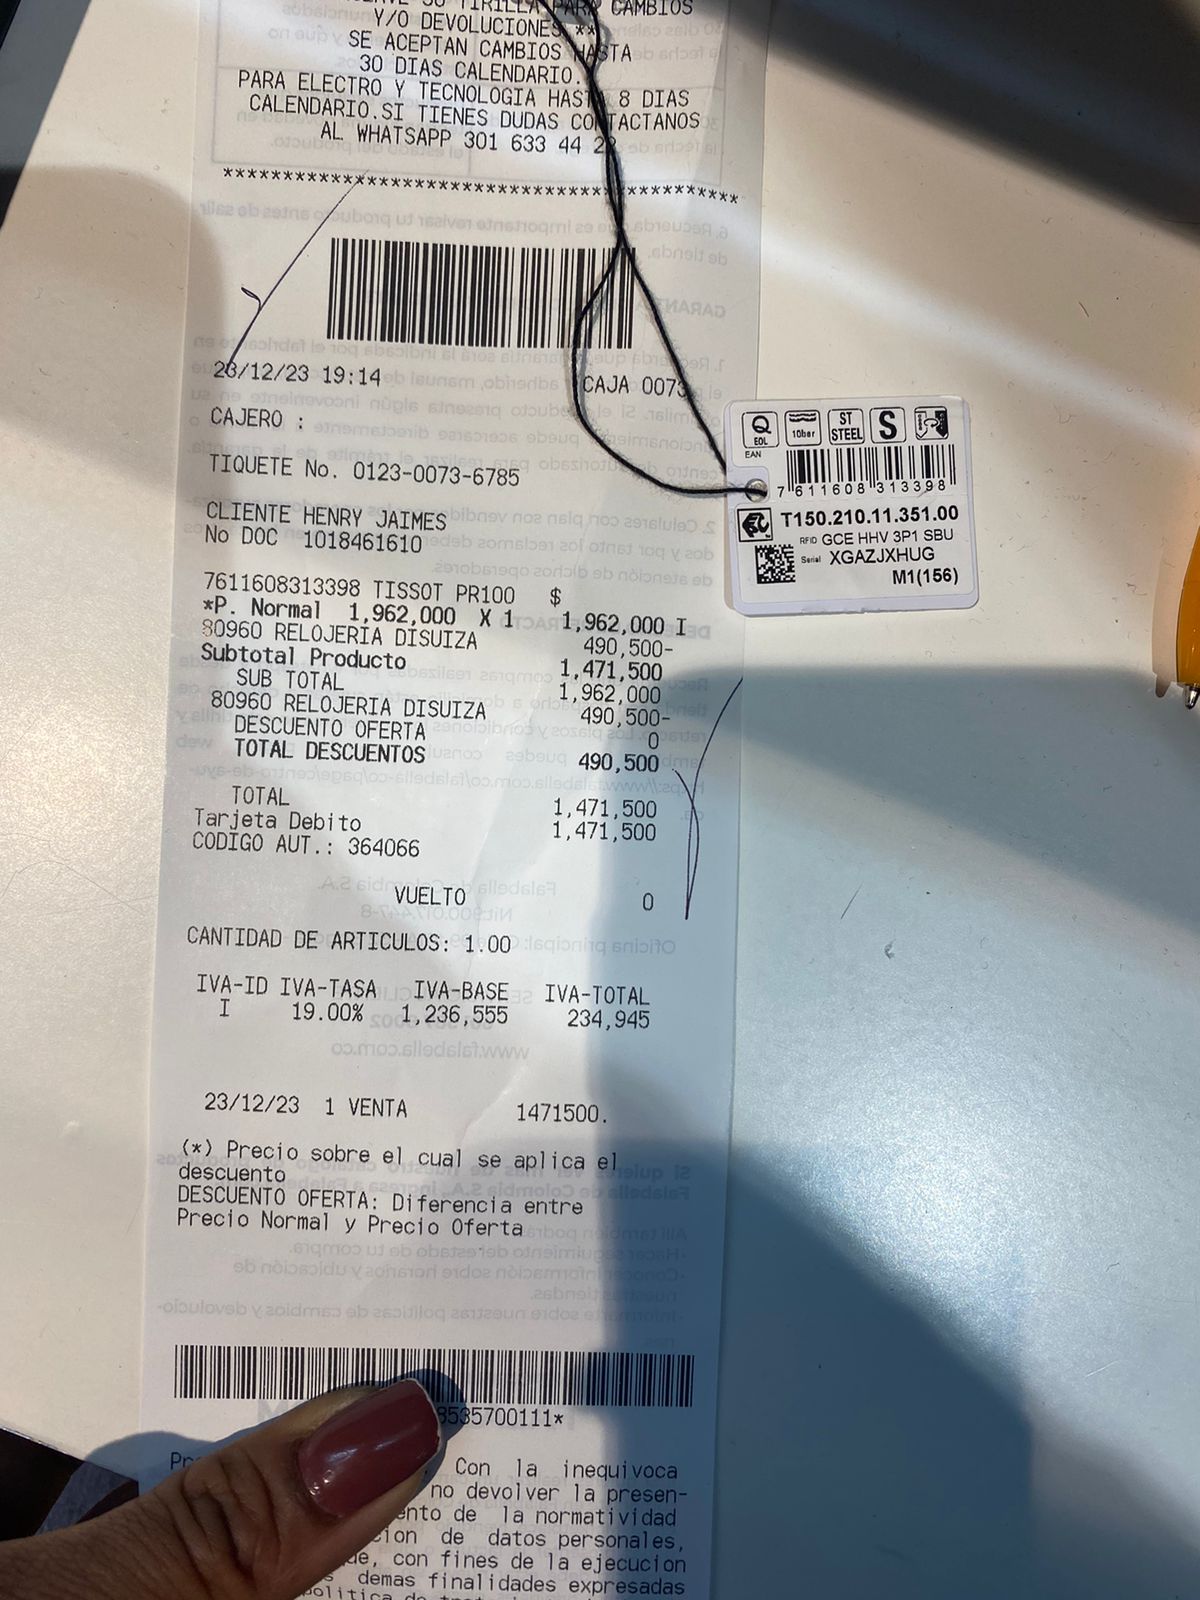 CAMBIOS
Y/O DEVOLUCIONES **
SE ACEPTAN CAMBIOS HASTA
30 DIAS CALENDARIO.
PARA ELECTRO Y TECNOLOGIA HASTA 8 DIAS
CALENDARIO.SI TIENES DUDAS CONTACTANOS
AL WHATSAPP 301 633 44 2
23/12/23 19:14 CAJA 0073
CAJERO :
TIQUETE No. 0123-0073-6785
CLIENTE HENRY JAIMES
No DOC 1018461610
7611608313398 TISSOT PR100 $
*P. Normal 1,962,000 X 1 1,962,000 I
80960 RELOJERIA DISUIZA 490,500-
Subtotal Producto 1,471,500
SUB TOTAL 1,962,000
80960 RELOJERIA DISUIZA 490,500-
DESCUENTO OFERTA 0
TOTAL DESCUENTOS 490,500
TOTAL 1,471,500
Tarjeta Debito 1,471,500
CODIGO AUT.: 364066
VUELTO 0
CANTIDAD DE ARTICULOS: 1.00
IVA-ID IVA-TASA IVA-BASE IVA-TOTAL
I 19.00% 1,236,555 234,945
23/12/23 1 VENTA 1471500.
(*) Precio sobre el cual se aplica el
descuento
DESCUENTO OFERTA: Diferencia entre
Precio Normal y Precio Oferta
8535700111*
Con la inequivoca
no devolver la presen-
de la normatividad
de datos personales,
con fines de la ejecucion
demas finalidades expresadas
Q EOL
10bar
ST STEEL
S
EAN
7 611608 313398
T150.210.11.351.00
RFID GCE HHV 3P1 SBU
Serial XGAZJXHUG
M1(156)